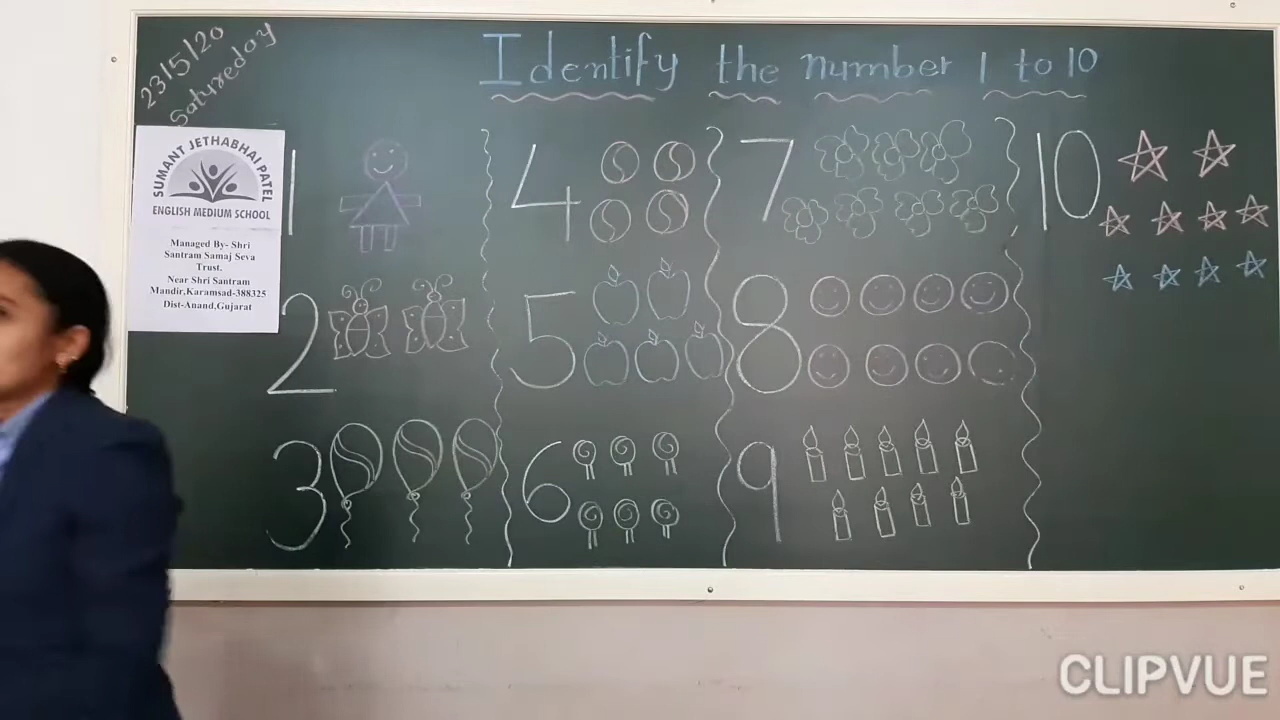 23/5/20
Satureday
Identify the number 1 to 10
SUMANT JETHABHAI PATEL
ENGLISH MEDIUM SCHOOL
Managed By- Shri
Santram Samaj Seva
Trust.
Near Shri Santram
Mandir,Karamsad-388325
Dist-Anand,Gujarat
1
2
3
4
5
6
7
8
9
10
CLIPVUE